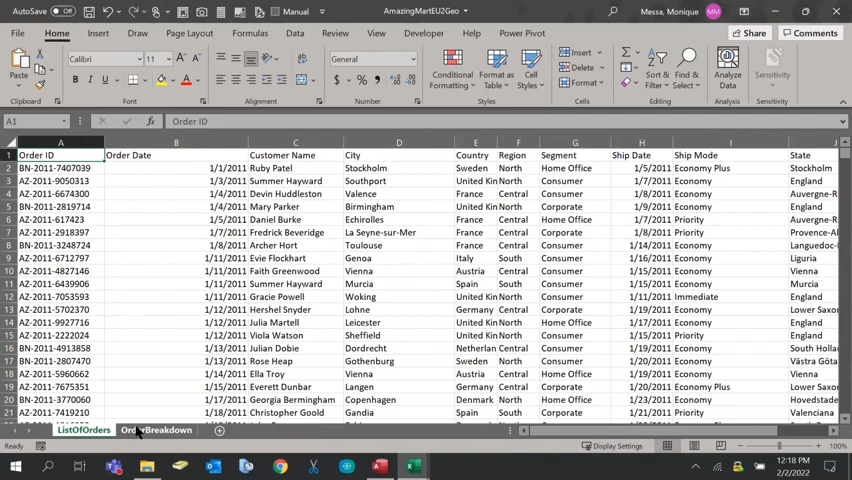 AutoSave Off Manual AmazingMartEU2Geo Messa, Monique MM
File Home Insert Draw Page Layout Formulas Data Review View Developer Help Power Pivot Share Comments
Paste Calibri 11 General Conditional Formatting Format as Table Cell Styles Insert Delete Format Sort & Filter Find & Select Analyze Data Sensitivity
Clipboard Font Alignment Number Styles Cells Editing Analysis Sensitivity
A1 fx Order ID
A B C D E F G H I J
1 Order ID Order Date Customer Name City Country Region Segment Ship Date Ship Mode State
2 BN-2011-7407039 1/1/2011 Ruby Patel Stockholm Sweden North Home Office 1/5/2011 Economy Plus Stockholm
3 AZ-2011-9050313 1/3/2011 Summer Hayward Southport United Kin North Consumer 1/7/2011 Economy England
4 AZ-2011-6674300 1/4/2011 Devin Huddleston Valence France Central Consumer 1/8/2011 Economy Auvergne-R
5 BN-2011-2819714 1/4/2011 Mary Parker Birmingham United Kin North Consumer 1/9/2011 Economy England
6 AZ-2011-617423 1/5/2011 Daniel Burke Echirolles France Central Home Office 1/7/2011 Priority Auvergne-R
7 AZ-2011-2918397 1/7/2011 Fredrick Beveridge La Seyne-sur-Mer France Central Consumer 1/8/2011 Priority Provence-Al
8 BN-2011-3248724 1/8/2011 Archer Hort Toulouse France Central Consumer 1/14/2011 Economy Languedoc-
9 AZ-2011-6712797 1/11/2011 Evie Flockhart Genoa Italy South Consumer 1/16/2011 Economy Liguria
10 AZ-2011-4827146 1/11/2011 Faith Greenwood Vienna Austria Central Consumer 1/15/2011 Economy Vienna
11 AZ-2011-6439906 1/11/2011 Summer Hayward Murcia Spain South Consumer 1/15/2011 Economy Murcia
12 AZ-2011-7053593 1/11/2011 Gracie Powell Woking United Kin North Consumer 1/11/2011 Immediate England
13 AZ-2011-5702370 1/11/2011 Hershel Snyder Lohne Germany Central Consumer 1/19/2011 Economy Lower Saxo
14 AZ-2011-9927716 1/11/2011 Julia Martell Leicester United Kin North Home Office 1/17/2011 Economy England
15 AZ-2011-2222024 1/12/2011 Viola Watson Sheffield United Kin North Consumer 1/15/2011 Priority England
16 BN-2011-4913858 1/13/2011 Julian Dobie Dordrecht Netherlan Central Consumer 1/19/2011 Economy South Hollan
17 BN-2011-2807470 1/13/2011 Rose Heap Gothenburg Sweden North Consumer 1/18/2011 Economy Västra Göta
18 AZ-2011-5960662 1/14/2011 Ella Troy Vienna Austria Central Home Office 1/19/2011 Economy Vienna
19 AZ-2011-7675351 1/15/2011 Everett Dunbar Langen Germany Central Consumer 1/20/2011 Economy Plus Lower Saxo
20 BN-2011-3770060 1/17/2011 Georgia Bermingham Copenhagen Denmark North Home Office 1/23/2011 Economy Hovedstade
21 AZ-2011-7419210 1/18/2011 Christopher Goold Gandia Spain South Home Office 1/21/2011 Priority Valenciana
ListOfOrders OrderBreakdown
Ready Display Settings 100%
12:18 PM
2/2/2022